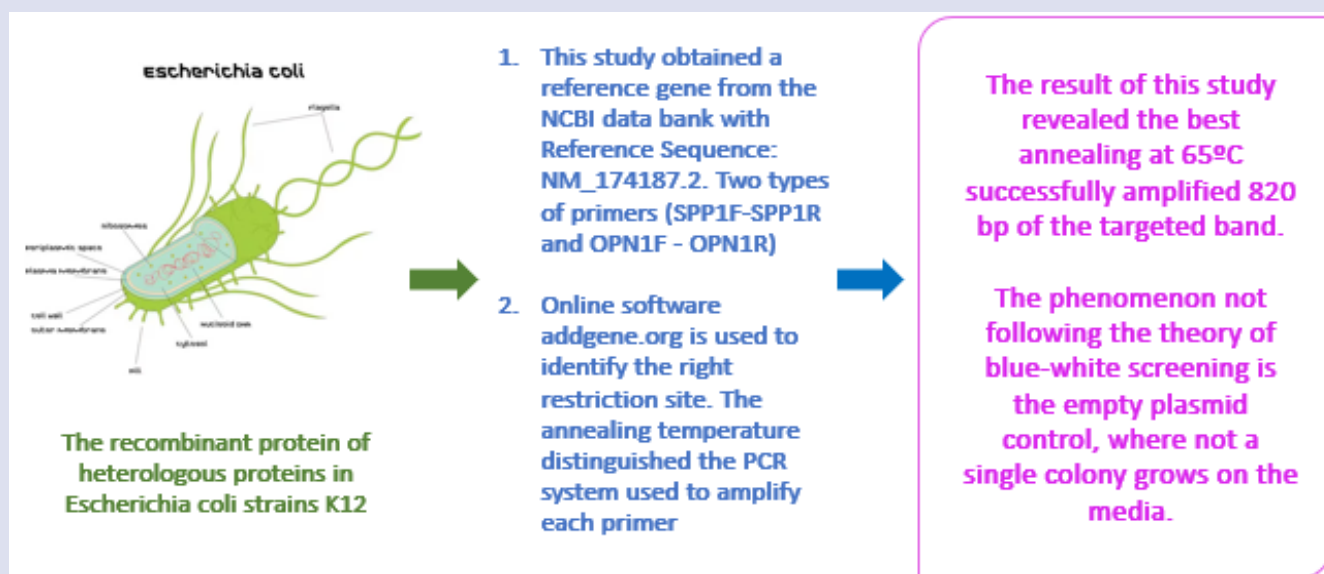 Escherichia coli
flagella
ribosomes
periplasmic space
plasma membrane
cell wall
outer membrane
nucleoid DNA
cytosol
pili
The recombinant protein of
heterologous proteins in
Escherichia coli strains K12
1. This study obtained a
reference gene from the
NCBI data bank with
Reference Sequence:
NM_174187.2. Two types
of primers (SPP1F-SPP1R
and OPN1F - OPN1R)
2. Online software
addgene.org is used to
identify the right
restriction site. The
annealing temperature
distinguished the PCR
system used to amplify
each primer
The result of this study
revealed the best
annealing at 65ºC
successfully amplified 820
bp of the targeted band.
The phenomenon not
following the theory of
blue-white screening is
the empty plasmid
control, where not a
single colony grows on the
media.